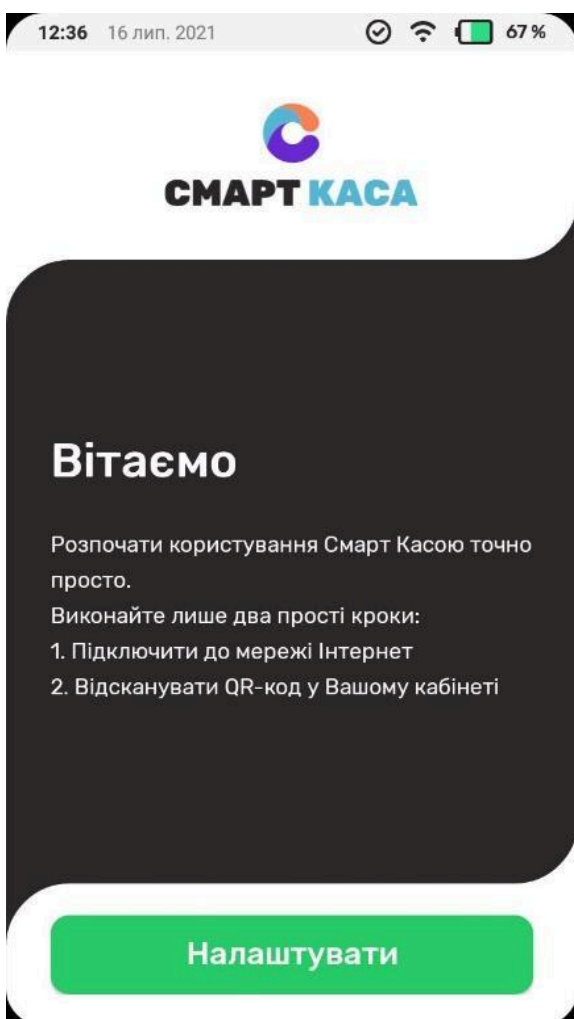 12:36 16 лип. 2021 67 %
СМАРТ КАСА
Вітаємо
Розпочати користування Смарт Касою точно
просто.
Виконайте лише два прості кроки:
1. Підключити до мережі Інтернет
2. Відсканувати QR-код у Вашому кабінеті
Налаштувати